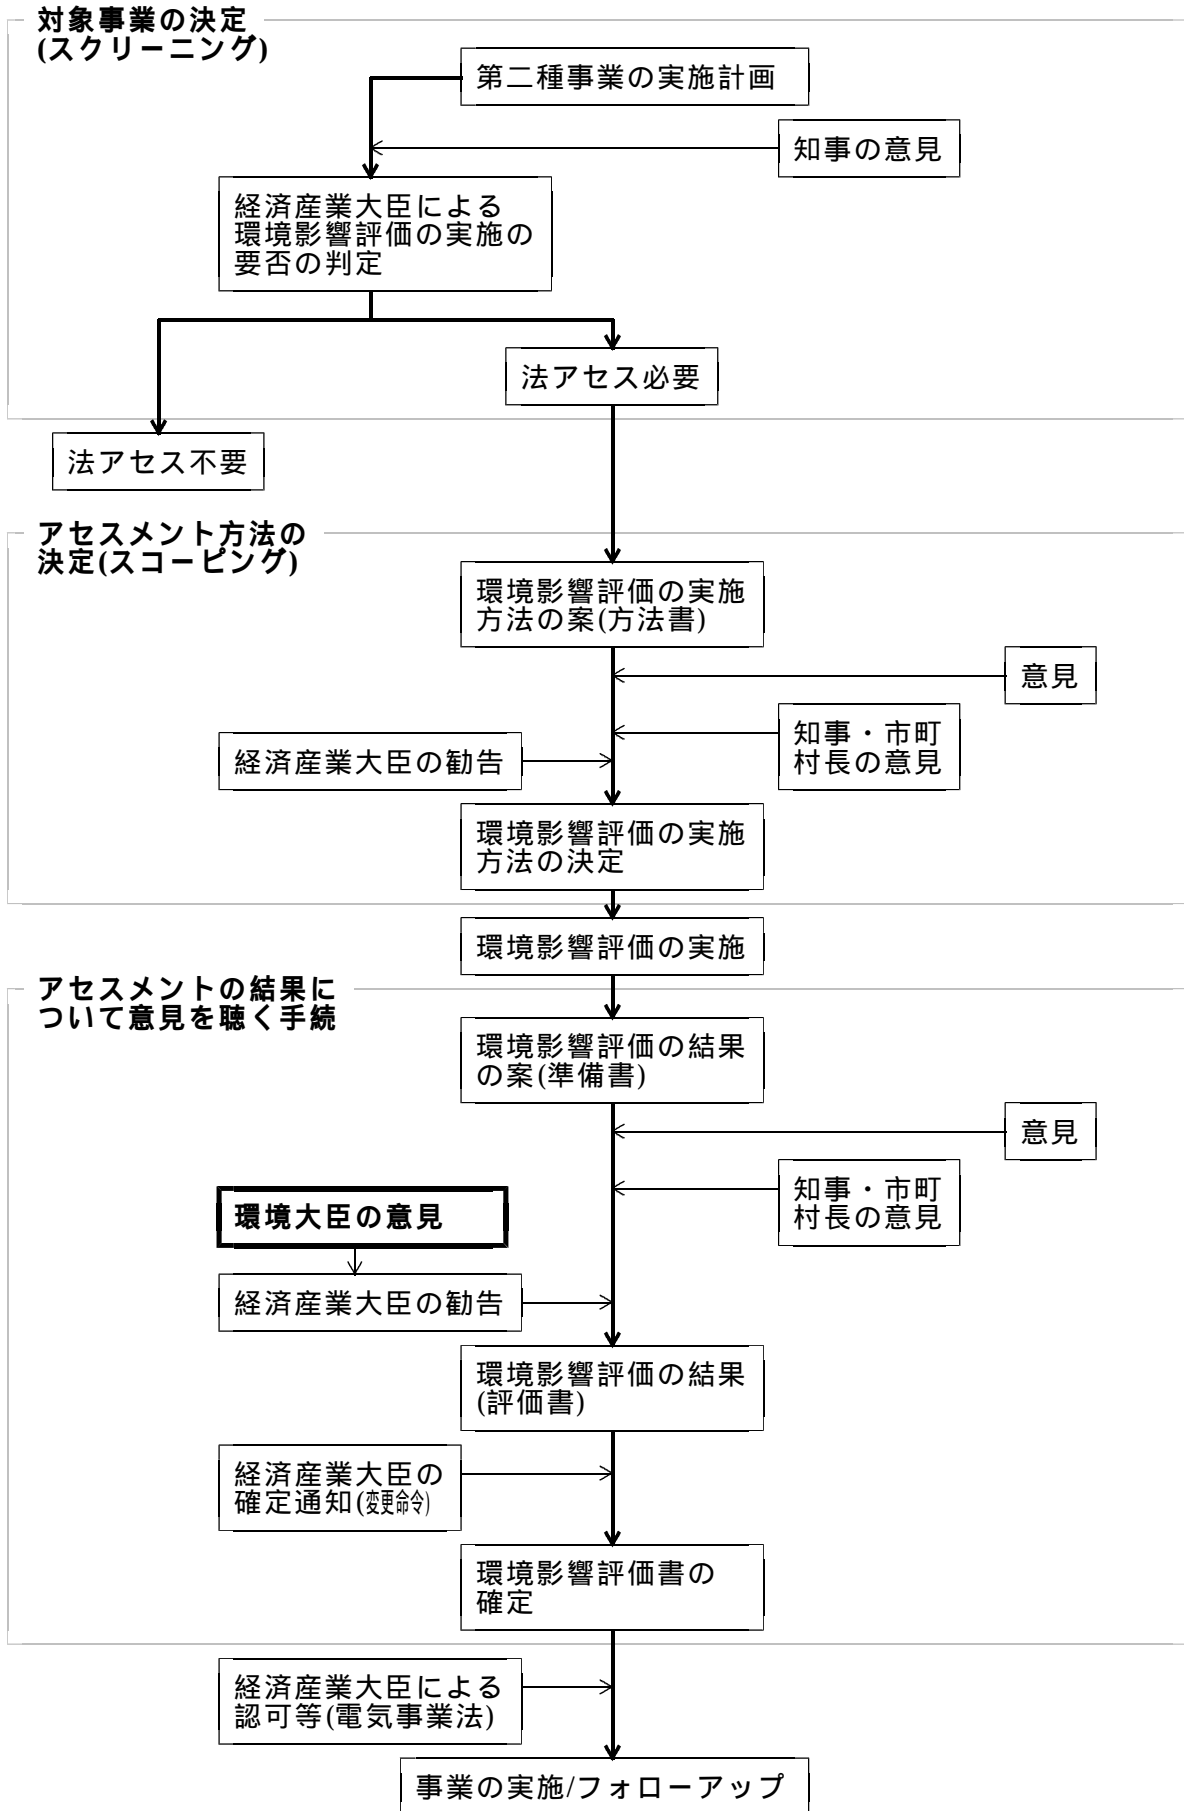 対象事業の決定
(スクリーニング)
第二種事業の実施計画
知事の意見
経済産業大臣による
環境影響評価の実施の
要否の判定
法アセス必要
法アセス不要
アセスメント方法の
決定(スコーピング)
環境影響評価の実施
方法の案(方法書)
意見
知事・市町
村長の意見
経済産業大臣の勧告
環境影響評価の実施
方法の決定
環境影響評価の実施
アセスメントの結果に
ついて意見を聴く手続
環境影響評価の結果
の案(準備書)
意見
知事・市町
村長の意見
環境大臣の意見
経済産業大臣の勧告
環境影響評価の結果
(評価書)
経済産業大臣の
確定通知(変更命令)
環境影響評価書の
確定
経済産業大臣による
認可等(電気事業法)
事業の実施/フォローアップ